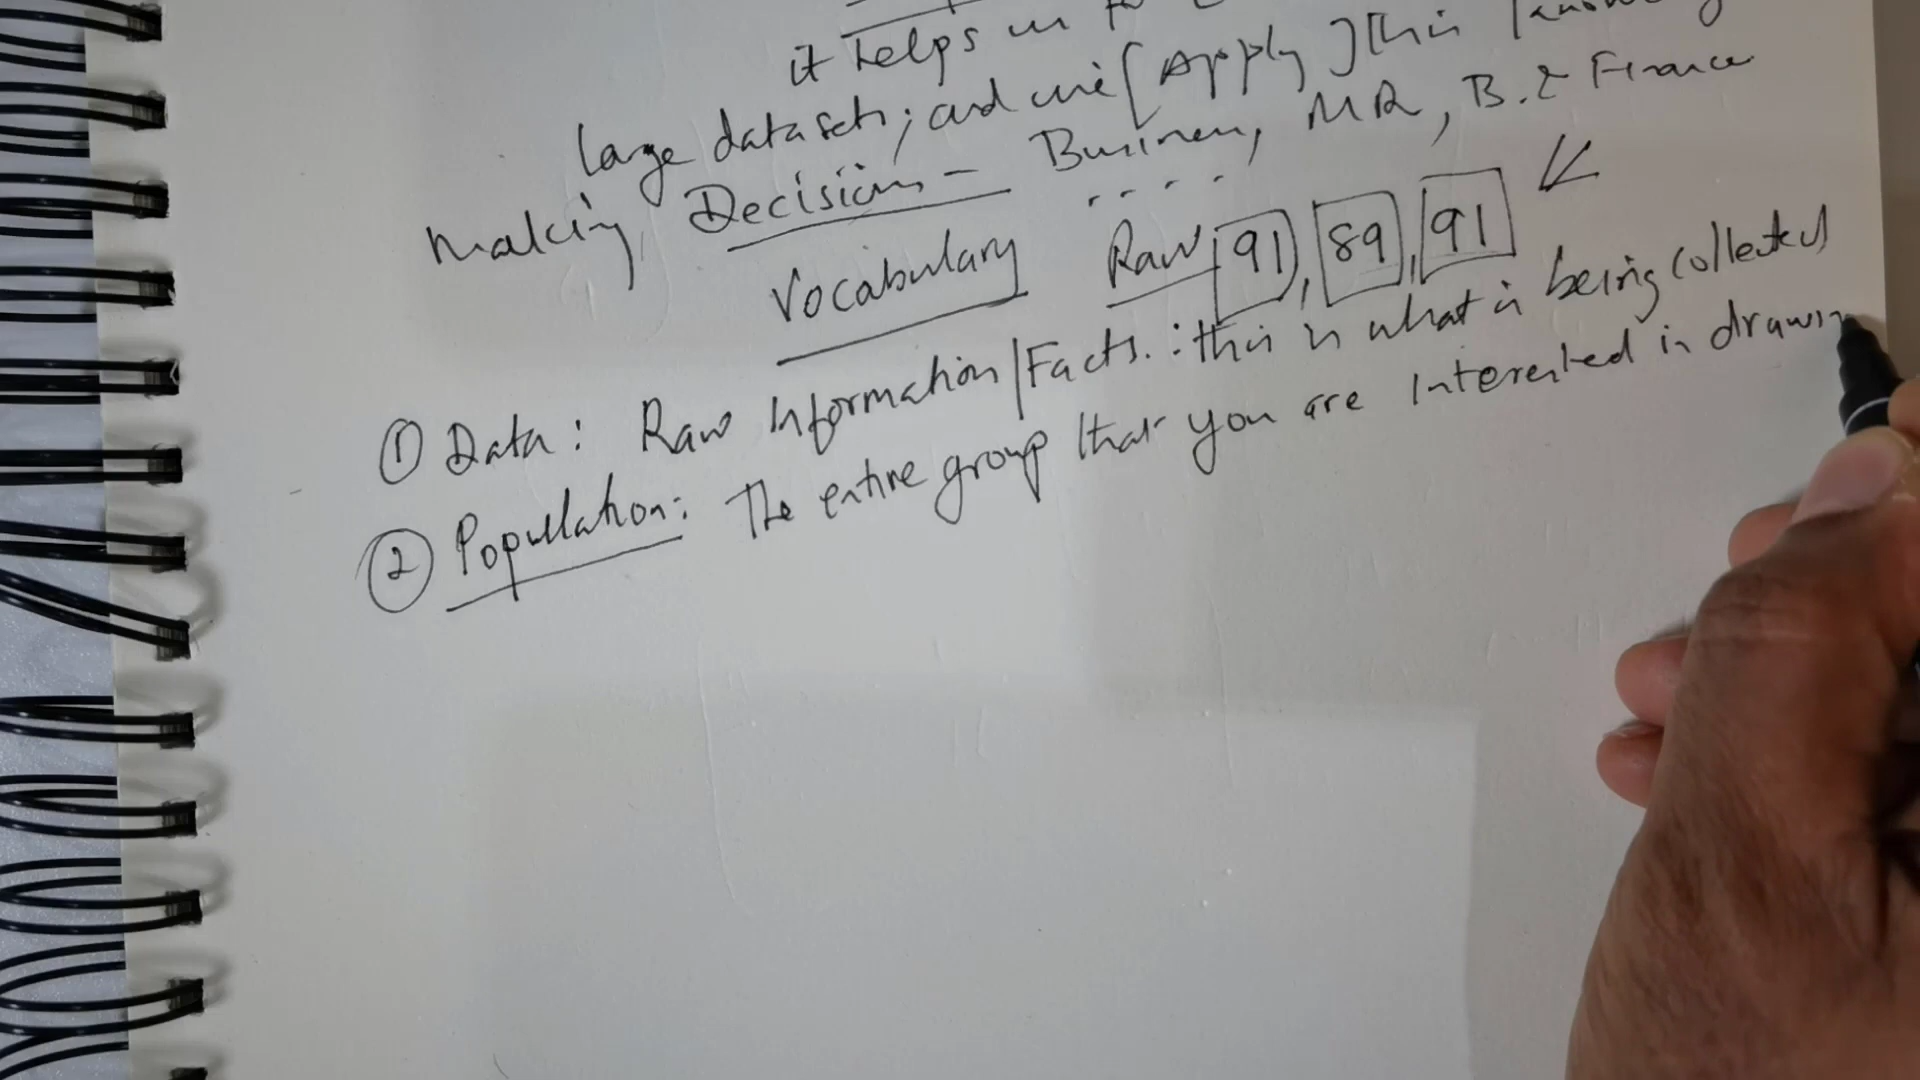 it helps us
large datasets; and use [Apply] this
making Decisions - Business, MR, B. & Finance
Vocabulary Raw 91, 89, 91
① Data: Raw Information/Facts. : this is what is being collected
② Popullation: The entire group that you are Interested in drawin